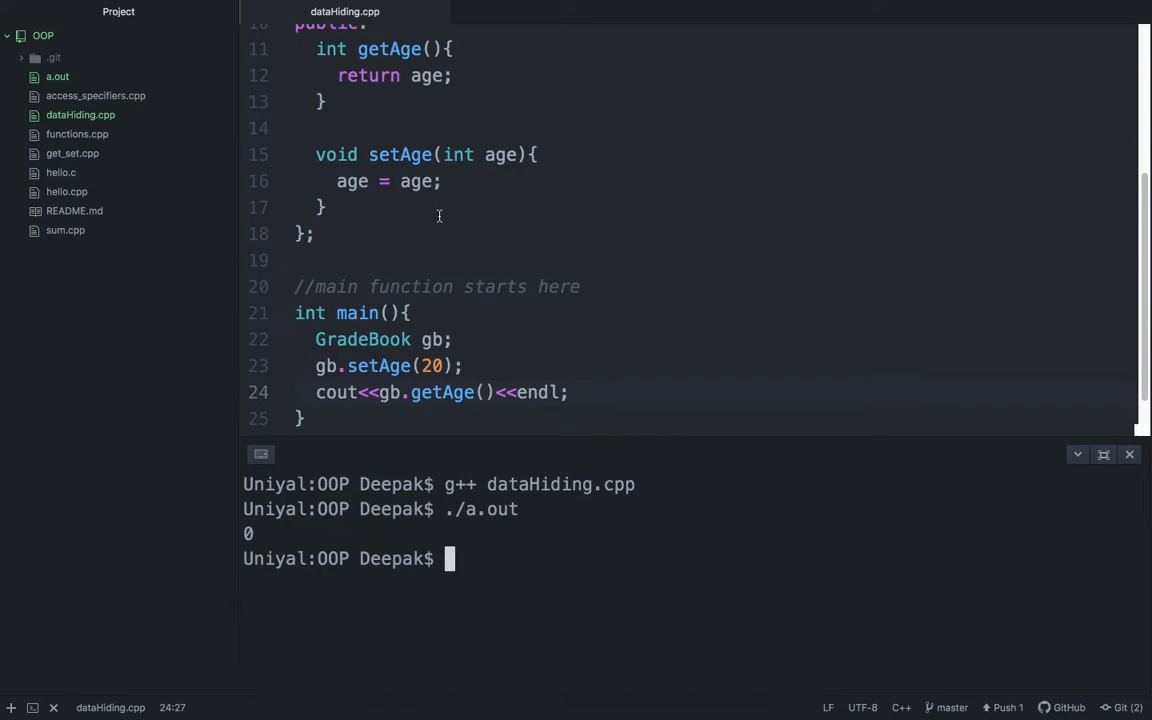 Project
dataHiding.cpp
OOP
.git
a.out
access_specifiers.cpp
dataHiding.cpp
functions.cpp
get_set.cpp
hello.c
hello.cpp
README.md
sum.cpp
10 public:
11 int getAge(){
12 return age;
13 }
14
15 void setAge(int age){
16 age = age;
17 }
18 };
19
20 //main function starts here
21 int main(){
22 GradeBook gb;
23 gb.setAge(20);
24 cout<<gb.getAge()<<endl;
25 }
Uniyal:OOP Deepak$ g++ dataHiding.cpp
Uniyal:OOP Deepak$ ./a.out
0
Uniyal:OOP Deepak$
dataHiding.cpp 24:27 LF UTF-8 C++ master Push 1 GitHub Git (2)